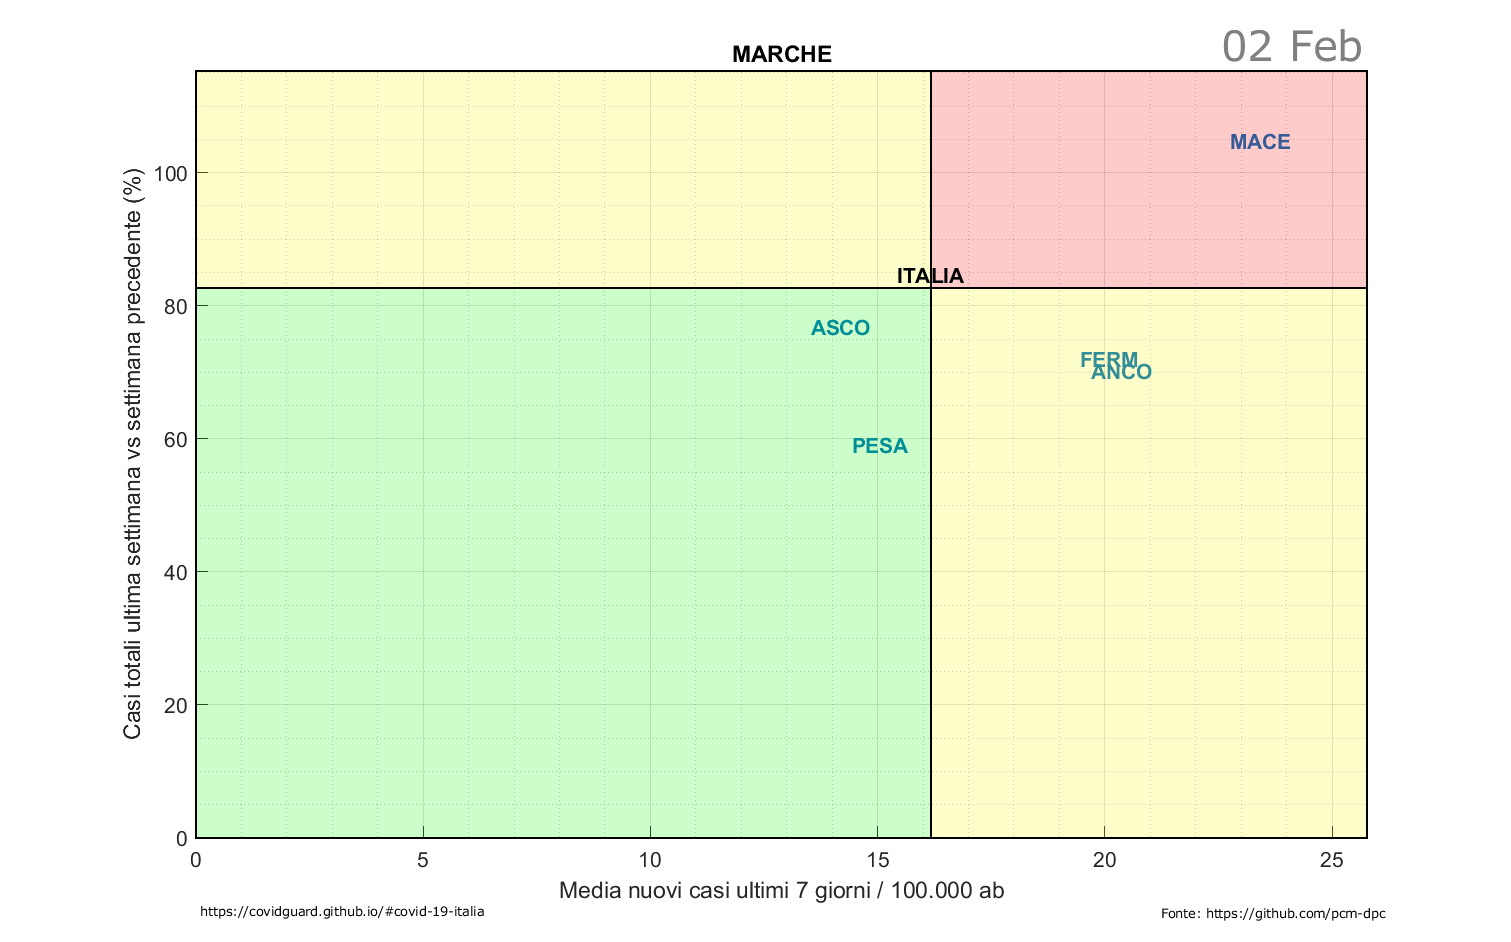 02 Feb
MARCHE
MACE
ITALIA
ASCO
FERM
ANCO
PESA
Casi totali ultima settimana vs settimana precedente (%)
100
80
60
40
20
0
0 5 10 15 20 25
Media nuovi casi ultimi 7 giorni / 100.000 ab
https://covidguard.github.io/#covid-19-italia
Fonte: https://github.com/pcm-dpc